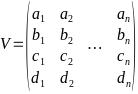 a₁ a₂ aₙ
b₁ b₂ bₙ
V= c₁ c₂ … cₙ
d₁ d₂ dₙ